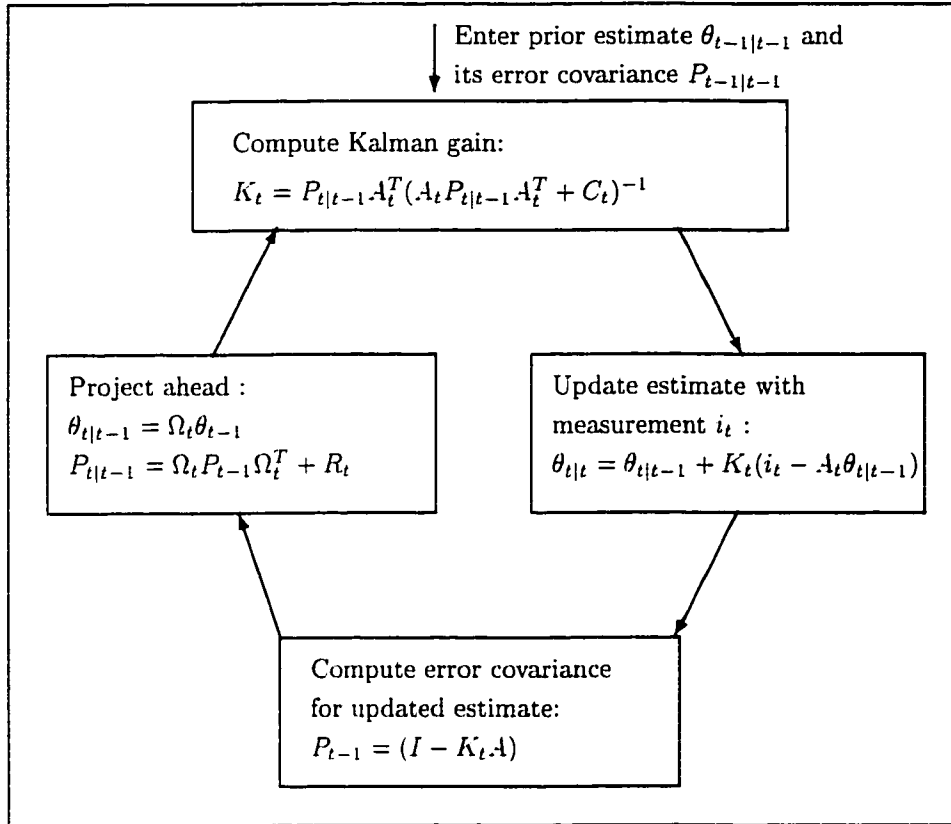 Enter prior estimate θ_{t−1|t−1} and
its error covariance P_{t−1|t−1}
Compute Kalman gain:
K_t = P_{t|t−1}A_t^T(A_tP_{t|t−1}A_t^T + C_t)^{−1}
Project ahead :
θ_{t|t−1} = Ω_tθ_{t−1}
P_{t|t−1} = Ω_tP_{t−1}Ω_t^T + R_t
Update estimate with
measurement i_t :
θ_{t|t} = θ_{t|t−1} + K_t(i_t − A_tθ_{t|t−1})
Compute error covariance
for updated estimate:
P_{t−1} = (I − K_tA)